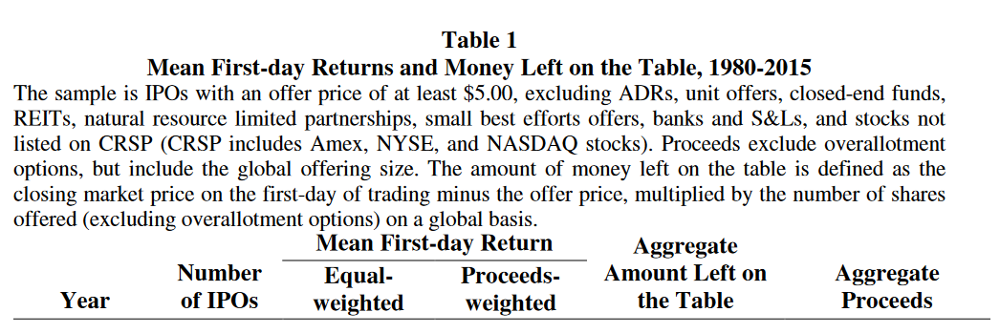 Table 1
Mean First-day Returns and Money Left on the Table, 1980-2015
The sample is IPOs with an offer price of at least $5.00, excluding ADRs, unit offers, closed-end funds,
REITs, natural resource limited partnerships, small best efforts offers, banks and S&Ls, and stocks not
listed on CRSP (CRSP includes Amex, NYSE, and NASDAQ stocks). Proceeds exclude overallotment
options, but include the global offering size. The amount of money left on the table is defined as the
closing market price on the first-day of trading minus the offer price, multiplied by the number of shares
offered (excluding overallotment options) on a global basis.
Mean First-day Return
Year
Number
of IPOs
Equal-
weighted
Proceeds-
weighted
Aggregate
Amount Left on
the Table
Aggregate
Proceeds